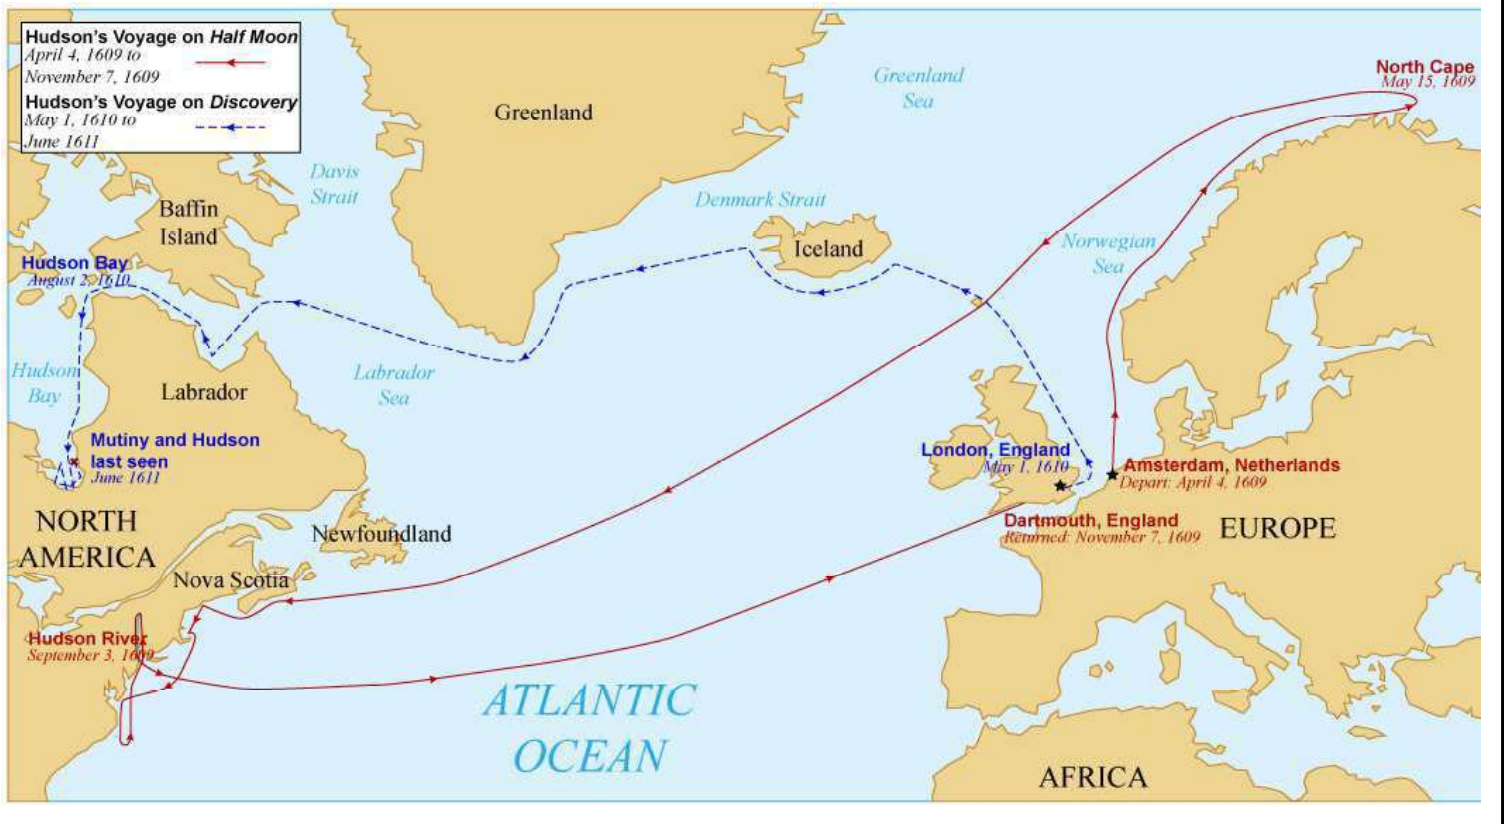 Hudson's Voyage on Half Moon
April 4, 1609 to
November 7, 1609
Hudson's Voyage on Discovery
May 1, 1610 to
June 1611
Greenland
Greenland
Sea
North Cape
May 15, 1609
Davis
Strait
Baffin
Island
Denmark Strait
Iceland
Norwegian
Sea
Hudson Bay
August 2, 1610
Hudson
Bay
Labrador
Labrador
Sea
Mutiny and Hudson
last seen
June 1611
London, England
May 1, 1610
Amsterdam, Netherlands
Depart: April 4, 1609
Dartmouth, England
Returned: November 7, 1609
EUROPE
NORTH
AMERICA
Newfoundland
Nova Scotia
Hudson River
September 3, 1609
ATLANTIC
OCEAN
AFRICA